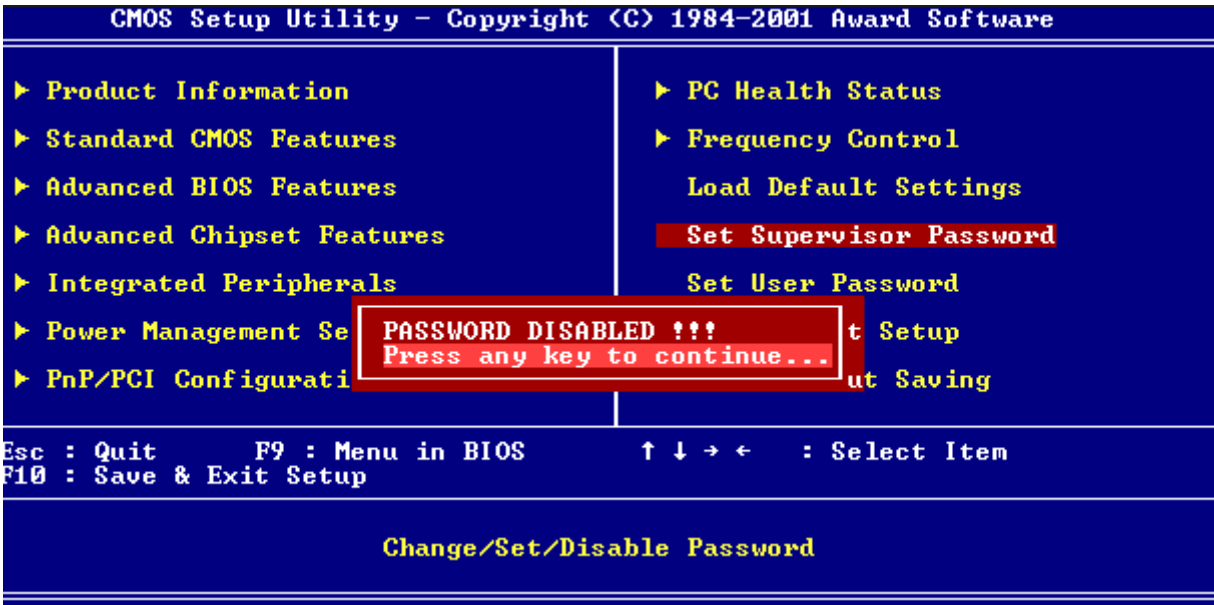 CMOS Setup Utility – Copyright (C) 1984–2001 Award Software
Product Information
Standard CMOS Features
Advanced BIOS Features
Advanced Chipset Features
Integrated Peripherals
Power Management Se
PnP/PCI Configurati
PC Health Status
Frequency Control
Load Default Settings
Set Supervisor Password
Set User Password
t Setup
ut Saving
PASSWORD DISABLED !!!
Press any key to continue...
Esc : Quit F9 : Menu in BIOS ↑ ↓ → ← : Select Item
F10 : Save & Exit Setup
Change/Set/Disable Password